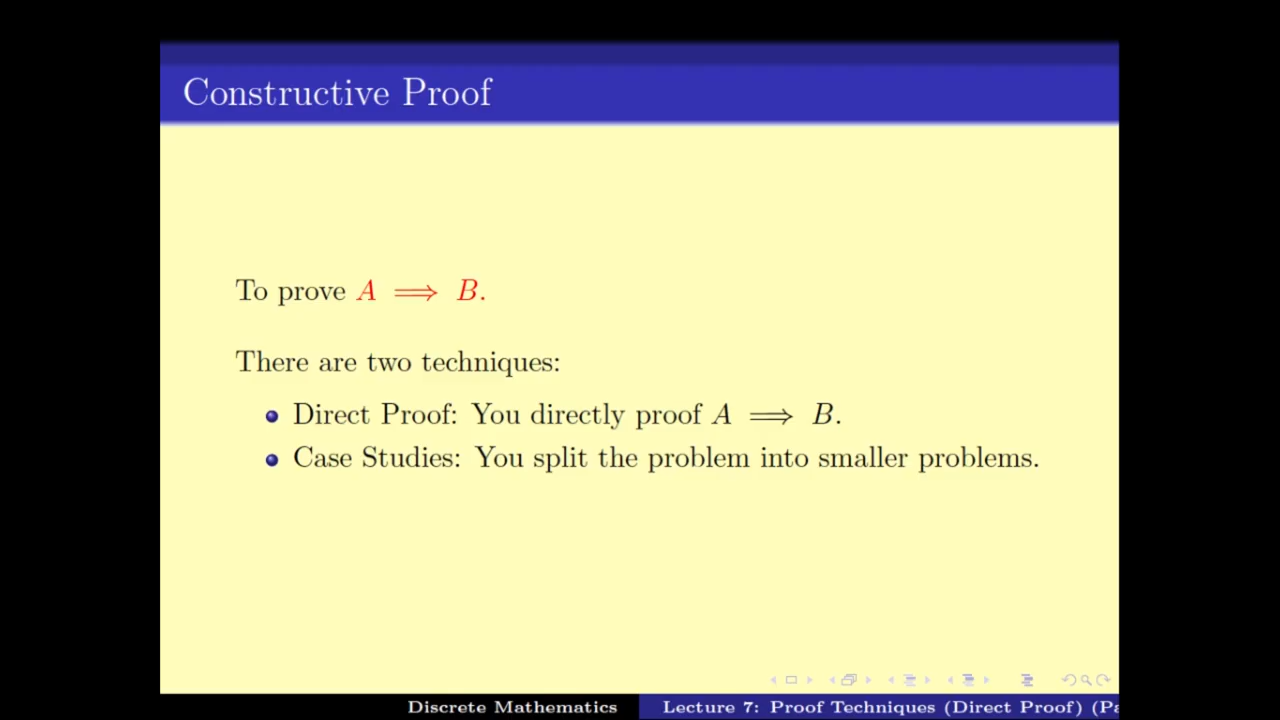 Constructive Proof
To prove A ⟹ B.
There are two techniques:
Direct Proof: You directly proof A ⟹ B.
Case Studies: You split the problem into smaller problems.
Discrete Mathematics
Lecture 7: Proof Techniques (Direct Proof) (Pa